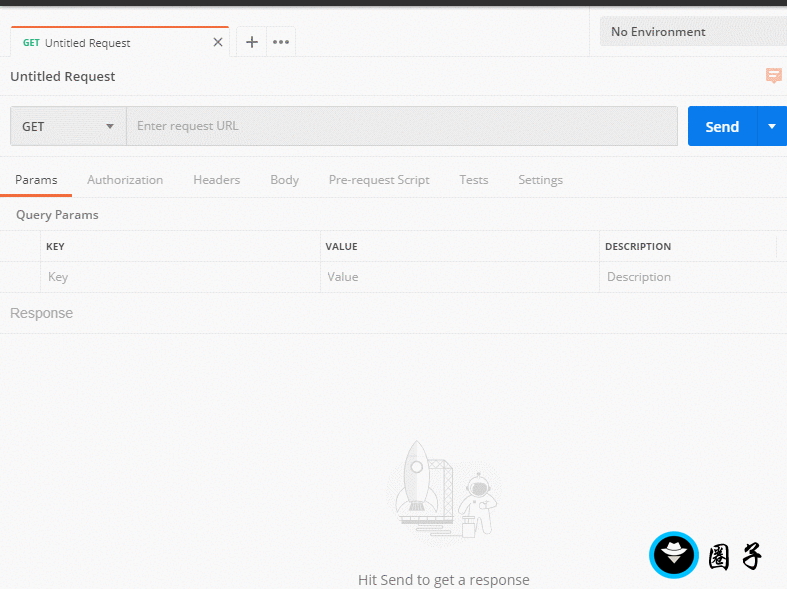 GET Untitled Request
No Environment
Untitled Request
GET Enter request URL Send
Params Authorization Headers Body Pre-request Script Tests Settings
Query Params
KEY VALUE DESCRIPTION
Key Value Description
Response
Hit Send to get a response
圈子